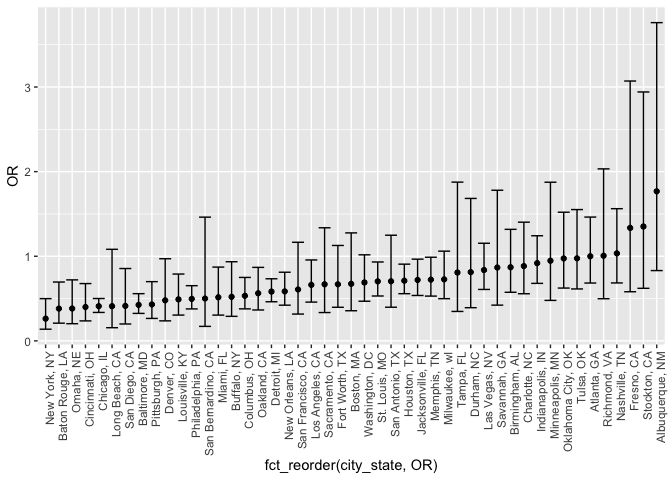 OR
3
2
1
0
New York, NY
Baton Rouge, LA
Omaha, NE
Cincinnati, OH
Chicago, IL
Long Beach, CA
San Diego, CA
Baltimore, MD
Pittsburgh, PA
Denver, CO
Louisville, KY
Philadelphia, PA
San Bernardino, CA
Miami, FL
Buffalo, NY
Columbus, OH
Oakland, CA
Detroit, MI
New Orleans, LA
San Francisco, CA
Los Angeles, CA
Sacramento, CA
Fort Worth, TX
Boston, MA
Washington, DC
St. Louis, MO
San Antonio, TX
Houston, TX
Jacksonville, FL
Memphis, TN
Milwaukee, wI
Tampa, FL
Durham, NC
Las Vegas, NV
Savannah, GA
Birmingham, AL
Charlotte, NC
Indianapolis, IN
Minneapolis, MN
Oklahoma City, OK
Tulsa, OK
Atlanta, GA
Richmond, VA
Nashville, TN
Fresno, CA
Stockton, CA
Albuquerque, NM
fct_reorder(city_state, OR)